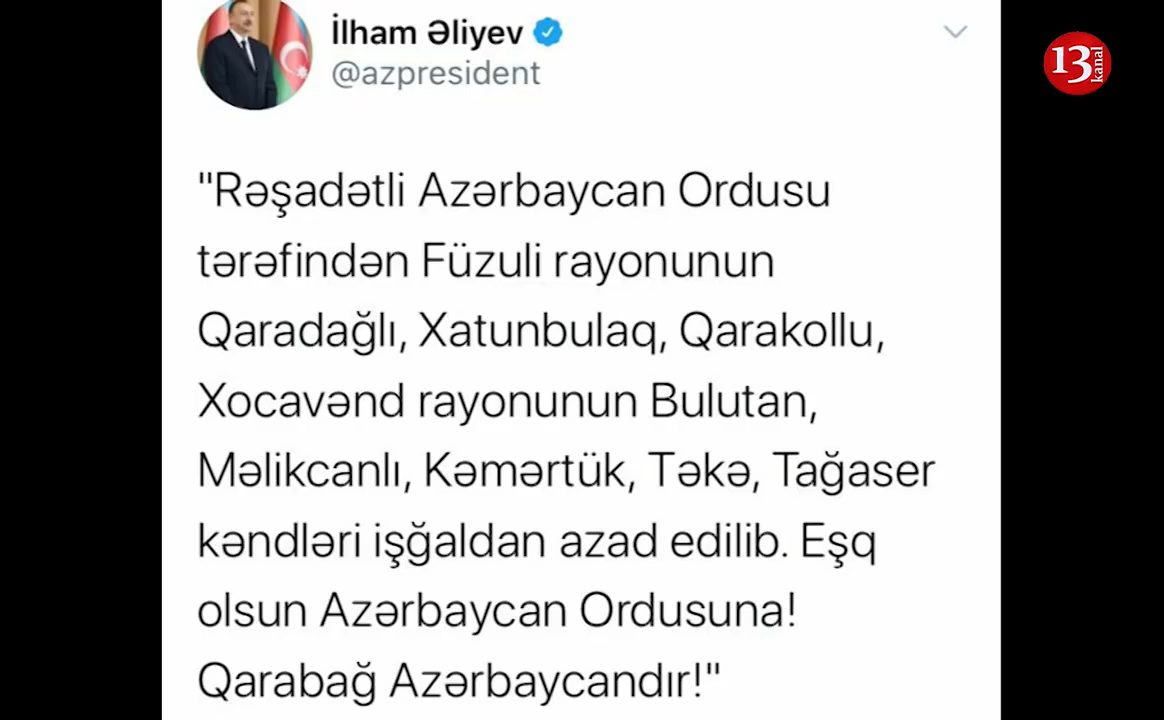 İlham Əliyev
@azpresident
13 kanal
"Rəşadətli Azərbaycan Ordusu
tərəfindən Füzuli rayonunun
Qaradağlı, Xatunbulaq, Qarakollu,
Xocavənd rayonunun Bulutan,
Məlikcanlı, Kəmərtük, Təkə, Tağaser
kəndləri işğaldan azad edilib. Eşq
olsun Azərbaycan Ordusuna!
Qarabağ Azərbaycandır!"